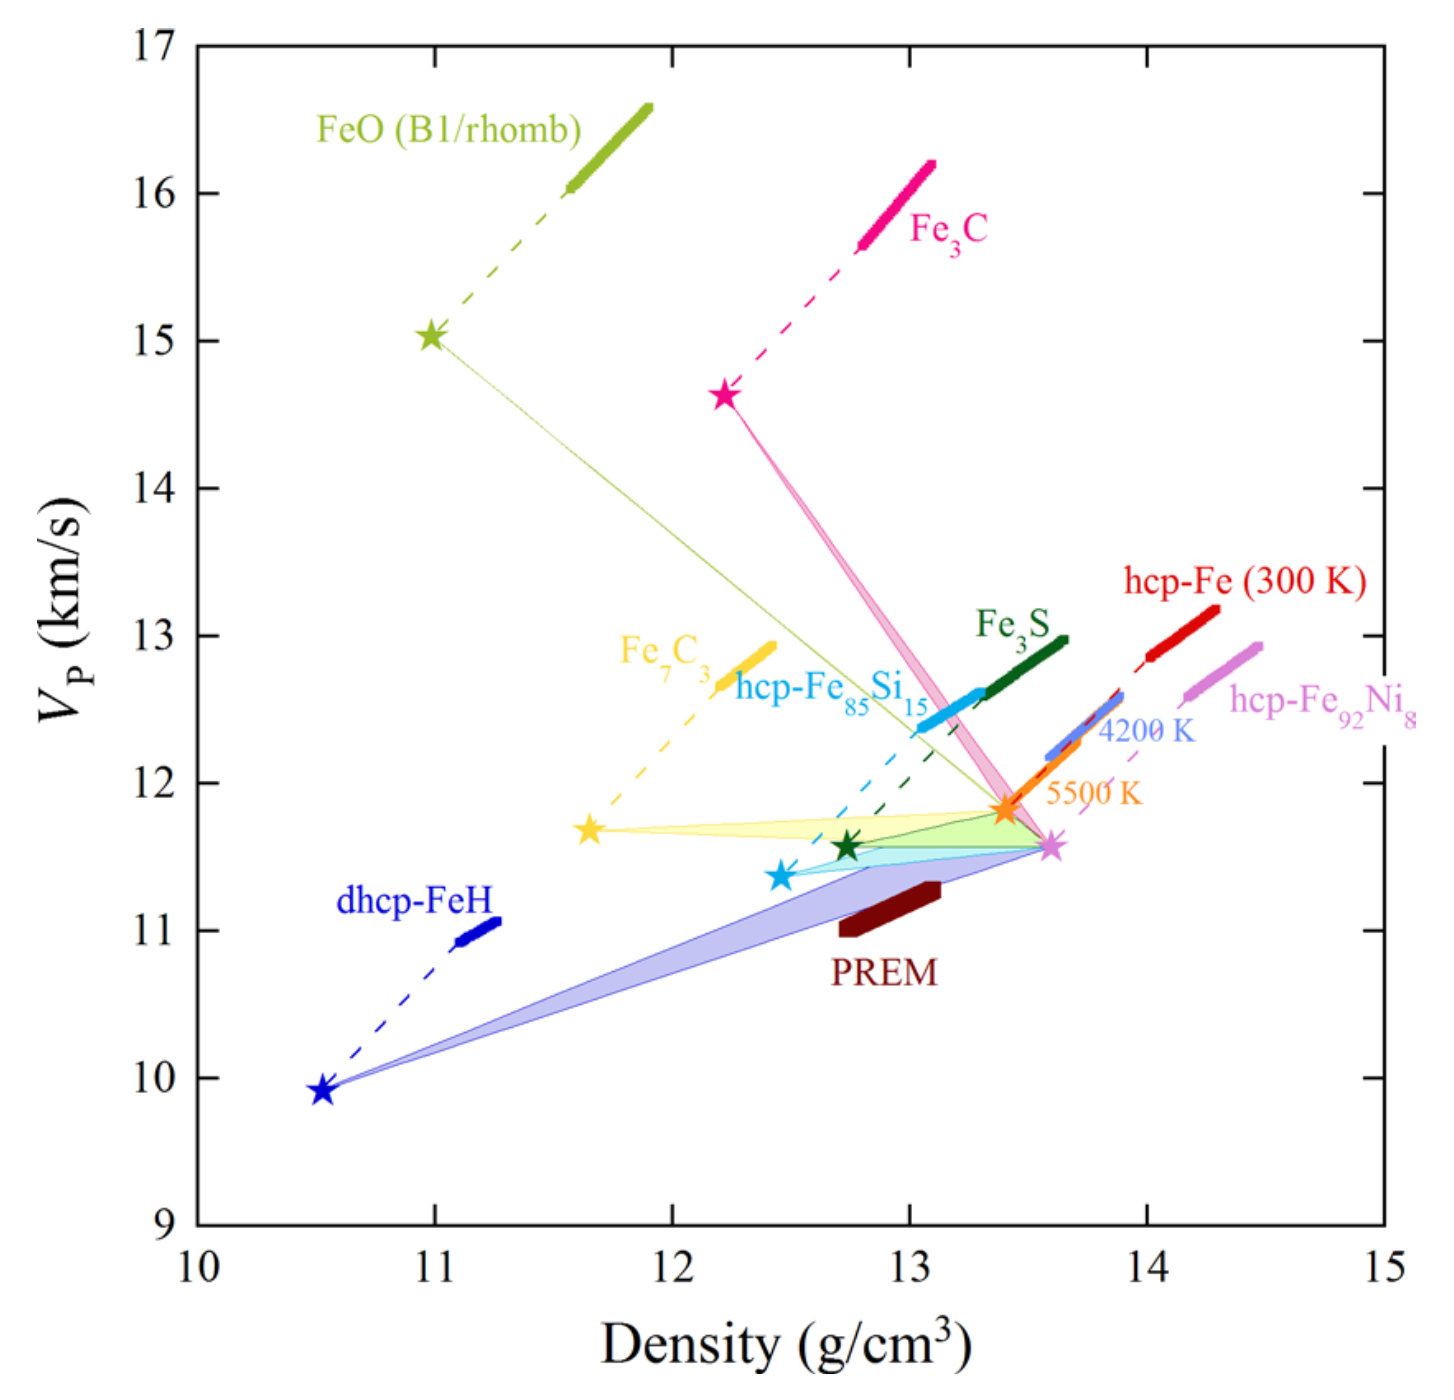 17
FeO (B1/rhomb)
16
Fe₃C
15
14
hcp-Fe (300 K)
13
Fe₃S
Fe₇C₃
hcp-Fe₈₅Si₁₅
hcp-Fe₉₂Ni₈
4200 K
12
5500 K
dhcp-FeH
11
PREM
10
9
V_P (km/s)
10 11 12 13 14 15
Density (g/cm³)